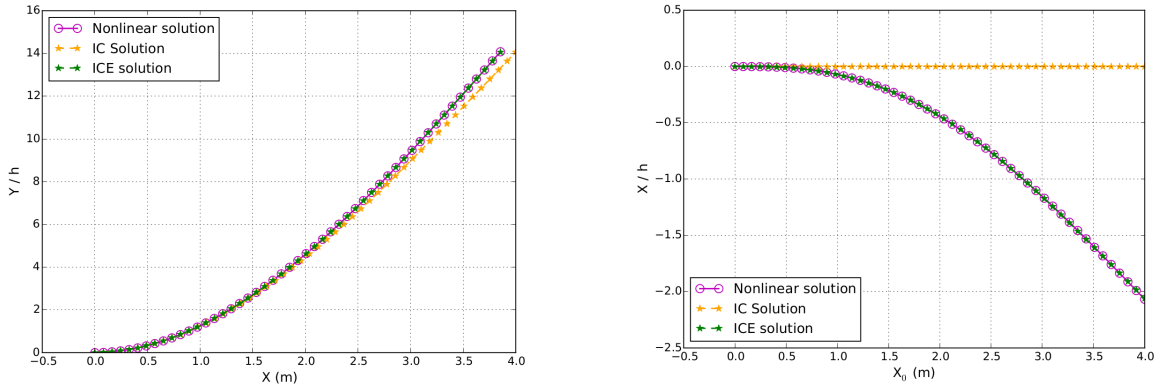 16
14
12
10
8
6
4
2
0
Y / h
−0.5 0.0 0.5 1.0 1.5 2.0 2.5 3.0 3.5 4.0
X (m)
Nonlinear solution
IC Solution
ICE solution
0.5
0.0
−0.5
−1.0
−1.5
−2.0
−2.5
X / h
−0.5 0.0 0.5 1.0 1.5 2.0 2.5 3.0 3.5 4.0
X₀ (m)
Nonlinear solution
IC Solution
ICE solution